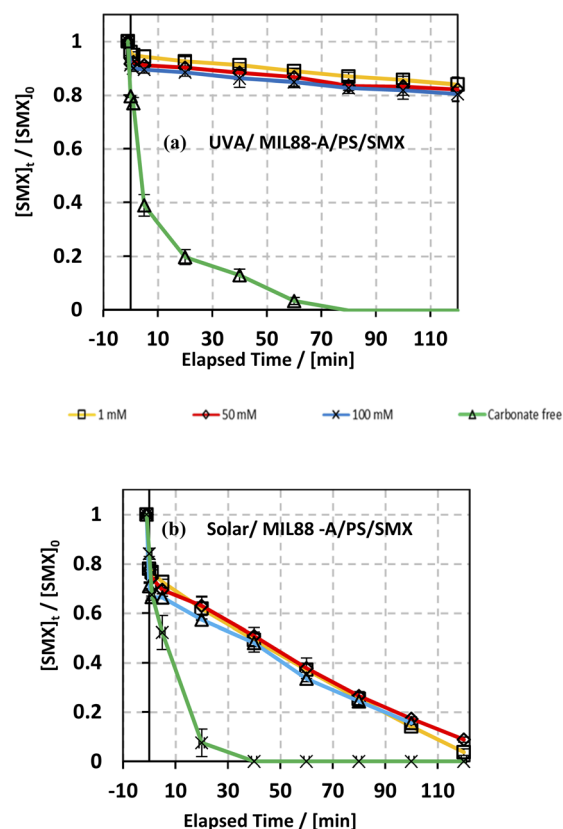 1
0.8
0.6
0.4
0.2
0
[SMX]t / [SMX]0
(a) UVA/ MIL88-A/PS/SMX
-10 10 30 50 70 90 110
Elapsed Time / [min]
1 mM 50 mM 100 mM Carbonate free
1
0.8
0.6
0.4
0.2
0
[SMX]t / [SMX]0
(b) Solar/ MIL88 -A/PS/SMX
-10 10 30 50 70 90 110
Elapsed Time / [min]